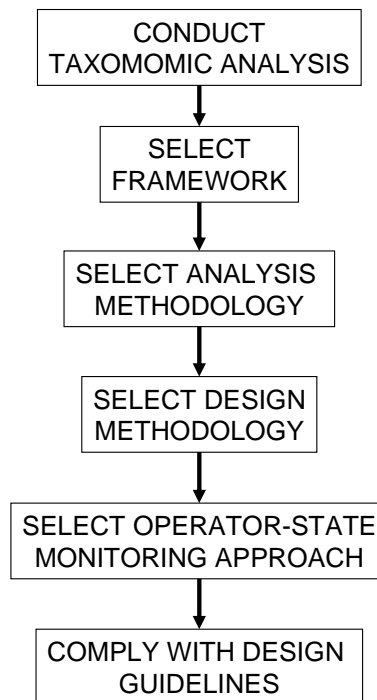 CONDUCT
TAXOMOMIC ANALYSIS
SELECT
FRAMEWORK
SELECT ANALYSIS
METHODOLOGY
SELECT DESIGN
METHODOLOGY
SELECT OPERATOR-STATE
MONITORING APPROACH
COMPLY WITH DESIGN
GUIDELINES